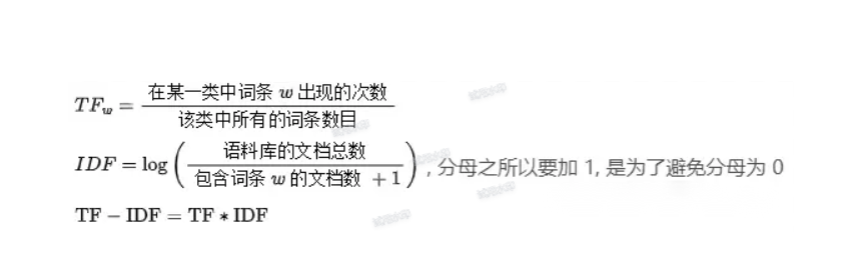 TF_w = 在某一类中词条 w 出现的次数 / 该类中所有的词条数目
IDF = log ( 语料库的文档总数 / 包含词条 w 的文档数 + 1 ) , 分母之所以要加 1, 是为了避免分母为 0
TF − IDF = TF ∗ IDF